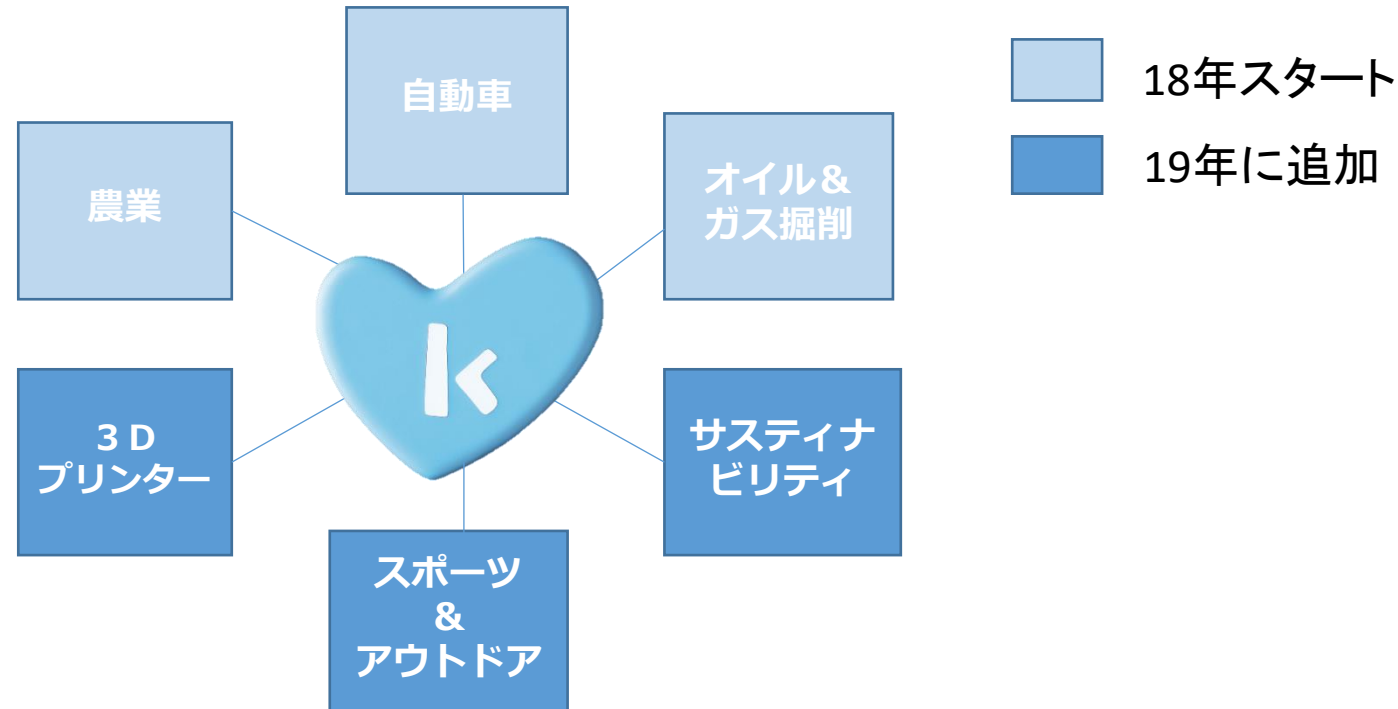 自動車
農業
オイル＆
ガス掘削
k
３Ｄ
プリンター
サスティナ
ビリティ
スポーツ
&
アウトドア
18年スタート
19年に追加